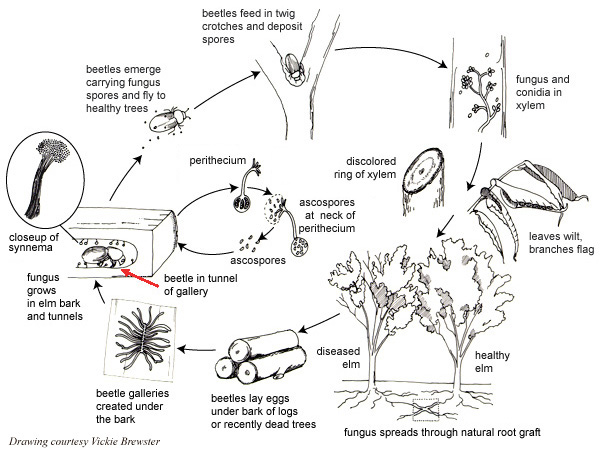 beetles feed in twig
crotches and deposit
spores
beetles emerge
carrying fungus
spores and fly to
healthy trees
fungus and
conidia in
xylem
perithecium
discolored
ring of xylem
ascospores
at neck of
perithecium
leaves wilt,
branches flag
closeup of
synnema
ascospores
fungus
grows
in elm bark
and tunnels
beetle in tunnel
of gallery
diseased
elm
healthy
elm
beetle galleries
created under
the bark
beetles lay eggs
under bark of logs
or recently dead trees
fungus spreads through natural root graft
Drawing courtesy Vickie Brewster